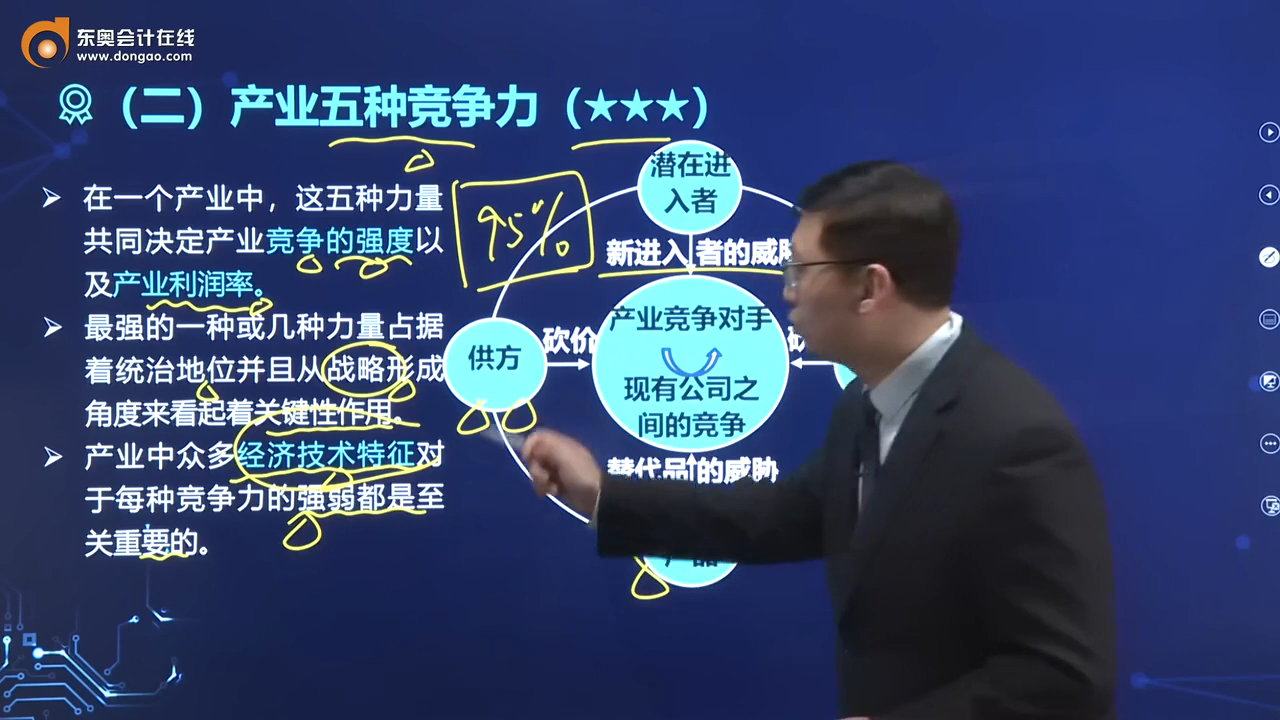 东奥会计在线
www.dongao.com
（二）产业五种竞争力（★★★）
在一个产业中，这五种力量
共同决定产业竞争的强度以
及产业利润率。
最强的一种或几种力量占据
着统治地位并且从战略形成
角度来看起着关键性作用。
产业中众多经济技术特征对
于每种竞争力的强弱都是至
关重要的。
95%
潜在进
入者
新进入者的威胁
产业竞争对手
现有公司之
间的竞争
供方
砍价
砍
替代品的威胁
产品